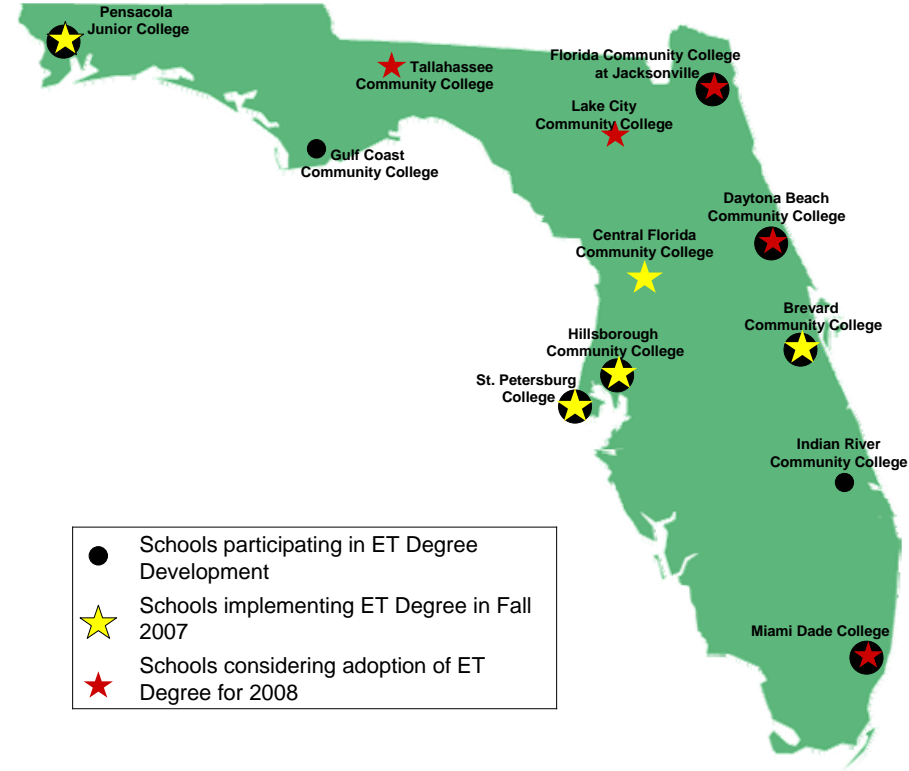 Pensacola
Junior College
Tallahassee
Community College
Florida Community College
at Jacksonville
Lake City
Community College
Gulf Coast
Community College
Daytona Beach
Community College
Central Florida
Community College
Brevard
Community College
Hillsborough
Community College
St. Petersburg
College
Indian River
Community College
Miami Dade College
Schools participating in ET Degree
Development
Schools implementing ET Degree in Fall
2007
Schools considering adoption of ET
Degree for 2008